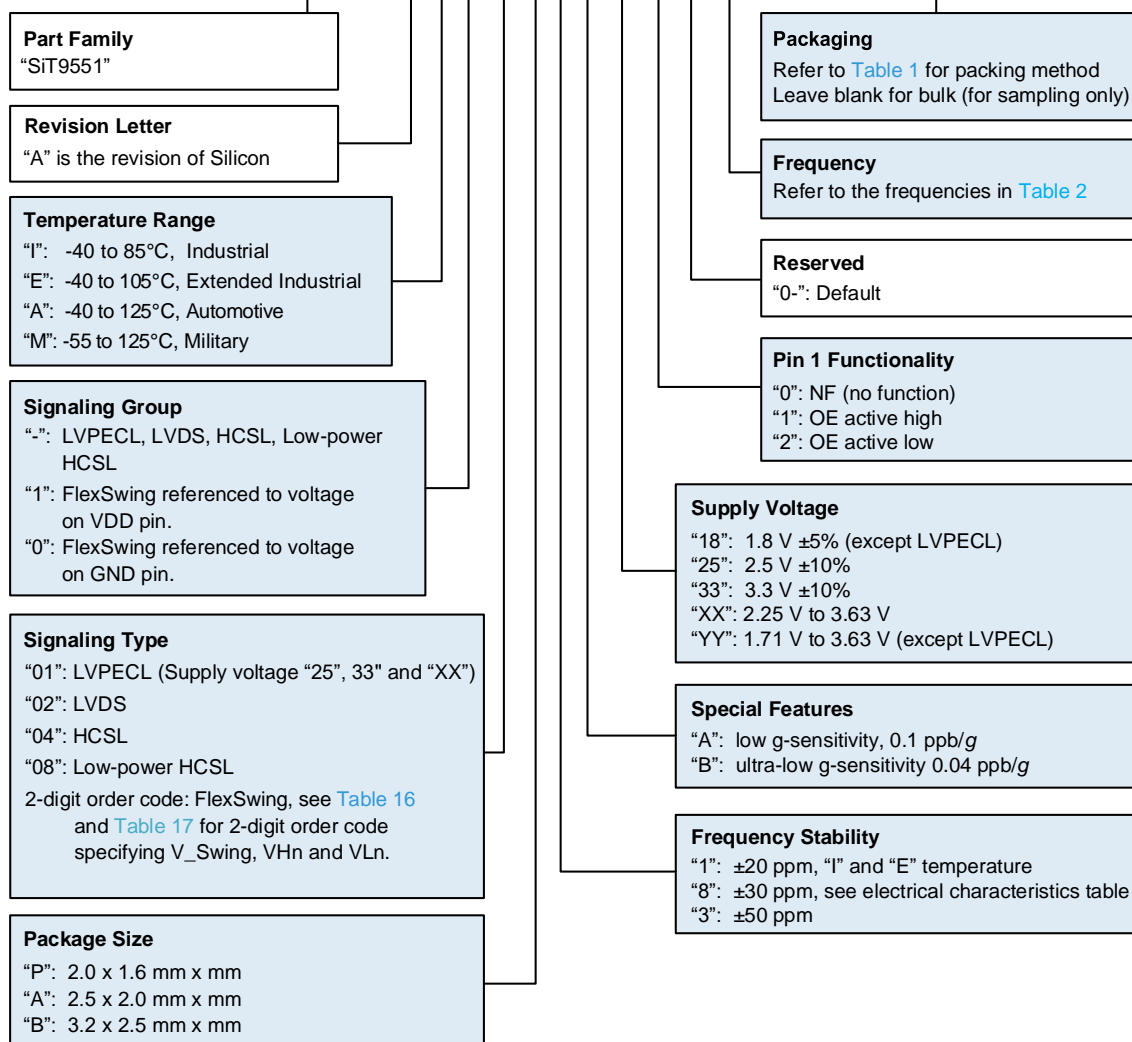 Part Family
“SiT9551”
Revision Letter
“A” is the revision of Silicon
Temperature Range
“I”: -40 to 85°C, Industrial
“E”: -40 to 105°C, Extended Industrial
“A”: -40 to 125°C, Automotive
“M”: -55 to 125°C, Military
Signaling Group
“-”: LVPECL, LVDS, HCSL, Low-power
HCSL
“1”: FlexSwing referenced to voltage
on VDD pin.
“0”: FlexSwing referenced to voltage
on GND pin.
Signaling Type
“01”: LVPECL (Supply voltage “25”, 33" and “XX”)
“02”: LVDS
“04”: HCSL
“08”: Low-power HCSL
2-digit order code: FlexSwing, see Table 16
and Table 17 for 2-digit order code
specifying V_Swing, VHn and VLn.
Package Size
“P”: 2.0 x 1.6 mm x mm
“A”: 2.5 x 2.0 mm x mm
“B”: 3.2 x 2.5 mm x mm
Packaging
Refer to Table 1 for packing method
Leave blank for bulk (for sampling only)
Frequency
Refer to the frequencies in Table 2
Reserved
“0-”: Default
Pin 1 Functionality
“0”: NF (no function)
“1”: OE active high
“2”: OE active low
Supply Voltage
“18”: 1.8 V ±5% (except LVPECL)
“25”: 2.5 V ±10%
“33”: 3.3 V ±10%
“XX”: 2.25 V to 3.63 V
“YY”: 1.71 V to 3.63 V (except LVPECL)
Special Features
“A”: low g-sensitivity, 0.1 ppb/g
“B”: ultra-low g-sensitivity 0.04 ppb/g
Frequency Stability
“1”: ±20 ppm, “I” and “E” temperature
“8”: ±30 ppm, see electrical characteristics table
“3”: ±50 ppm